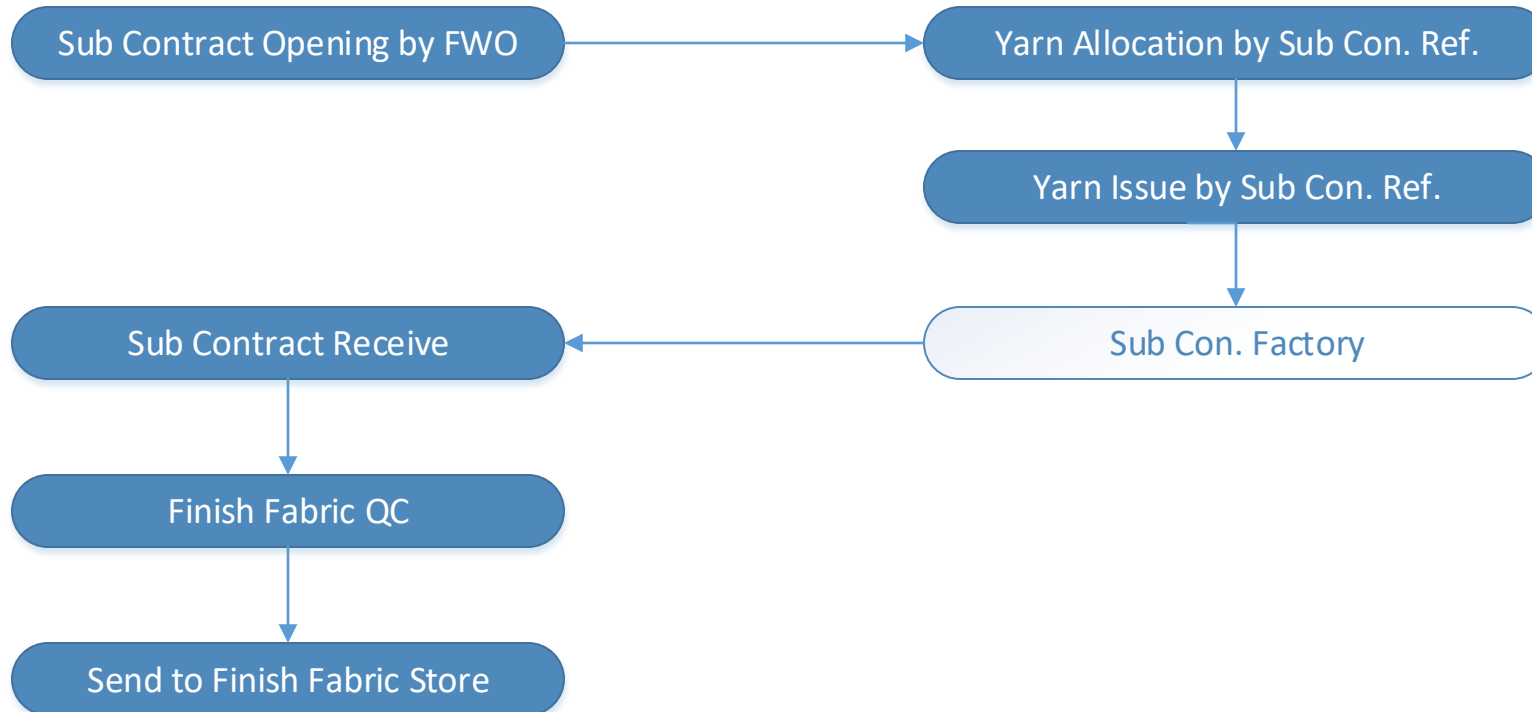 Sub Contract Opening by FWO
Yarn Allocation by Sub Con. Ref.
Yarn Issue by Sub Con. Ref.
Sub Con. Factory
Sub Contract Receive
Finish Fabric QC
Send to Finish Fabric Store